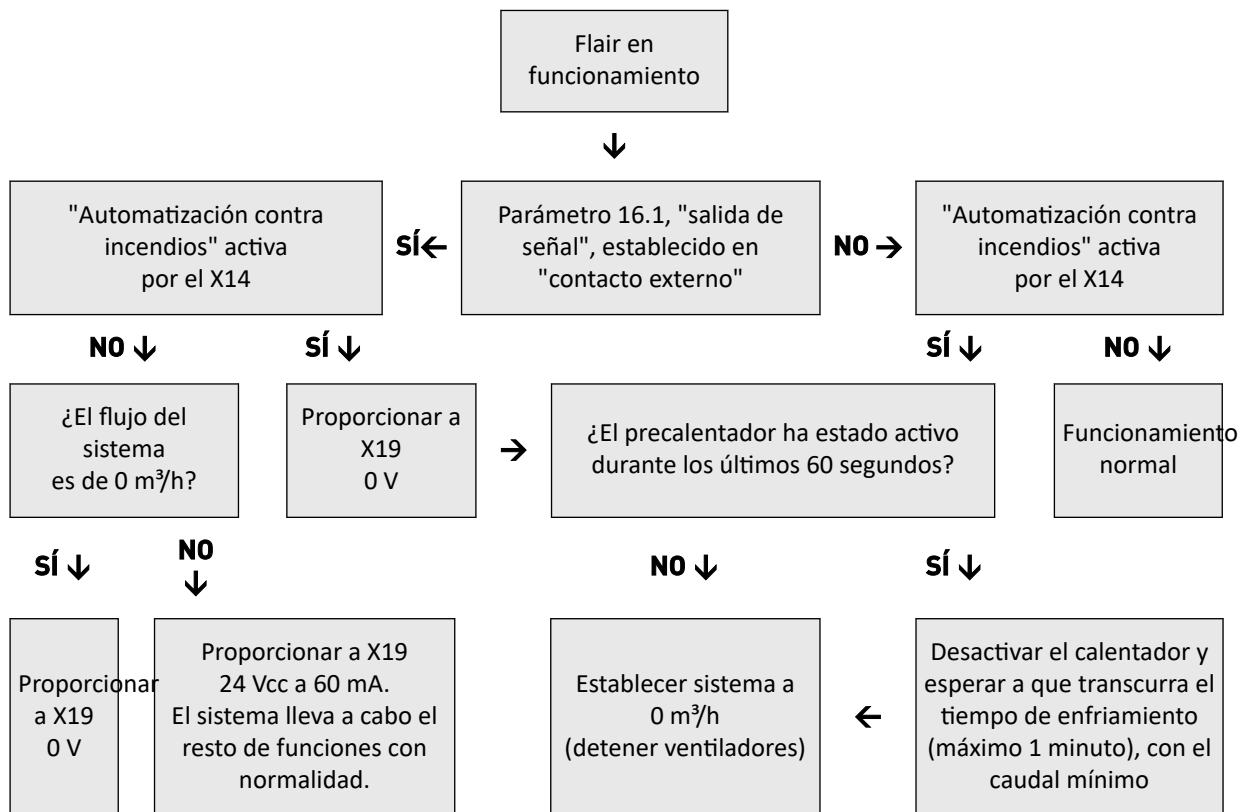 Flair en
funcionamiento
"Automatización contra
incendios" activa
por el X14
SÍ
Parámetro 16.1, "salida de
señal", establecido en
"contacto externo"
NO
"Automatización contra
incendios" activa
por el X14
NO
SÍ
SÍ
NO
¿El flujo del
sistema
es de 0 m³/h?
Proporcionar a
X19
0 V
¿El precalentador ha estado activo
durante los últimos 60 segundos?
Funcionamiento
normal
SÍ
NO
NO
SÍ
Proporcionar
a X19
0 V
Proporcionar a X19
24 Vcc a 60 mA.
El sistema lleva a cabo el
resto de funciones con
normalidad.
Establecer sistema a
0 m³/h
(detener ventiladores)
Desactivar el calentador y
esperar a que transcurra el
tiempo de enfriamiento
(máximo 1 minuto), con el
caudal mínimo